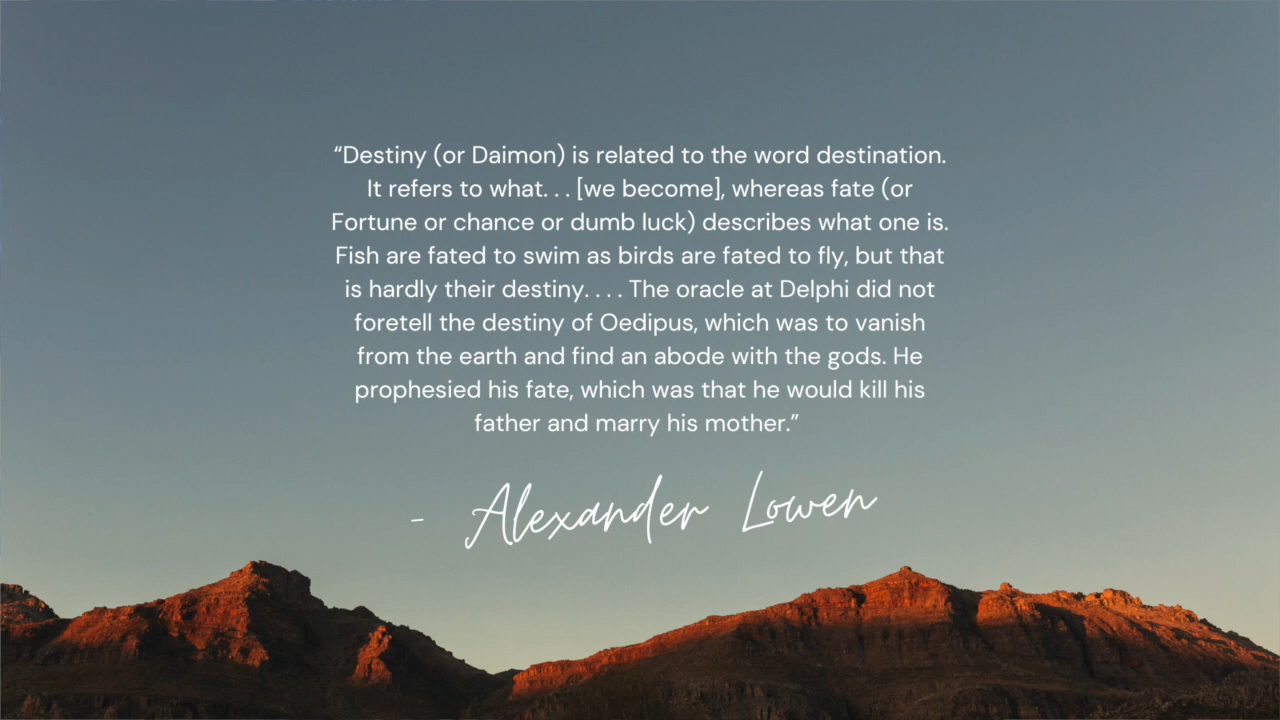 “Destiny (or Daimon) is related to the word destination.
It refers to what. . . [we become], whereas fate (or
Fortune or chance or dumb luck) describes what one is.
Fish are fated to swim as birds are fated to fly, but that
is hardly their destiny. . . . The oracle at Delphi did not
foretell the destiny of Oedipus, which was to vanish
from the earth and find an abode with the gods. He
prophesied his fate, which was that he would kill his
father and marry his mother.”
- Alexander Lowen